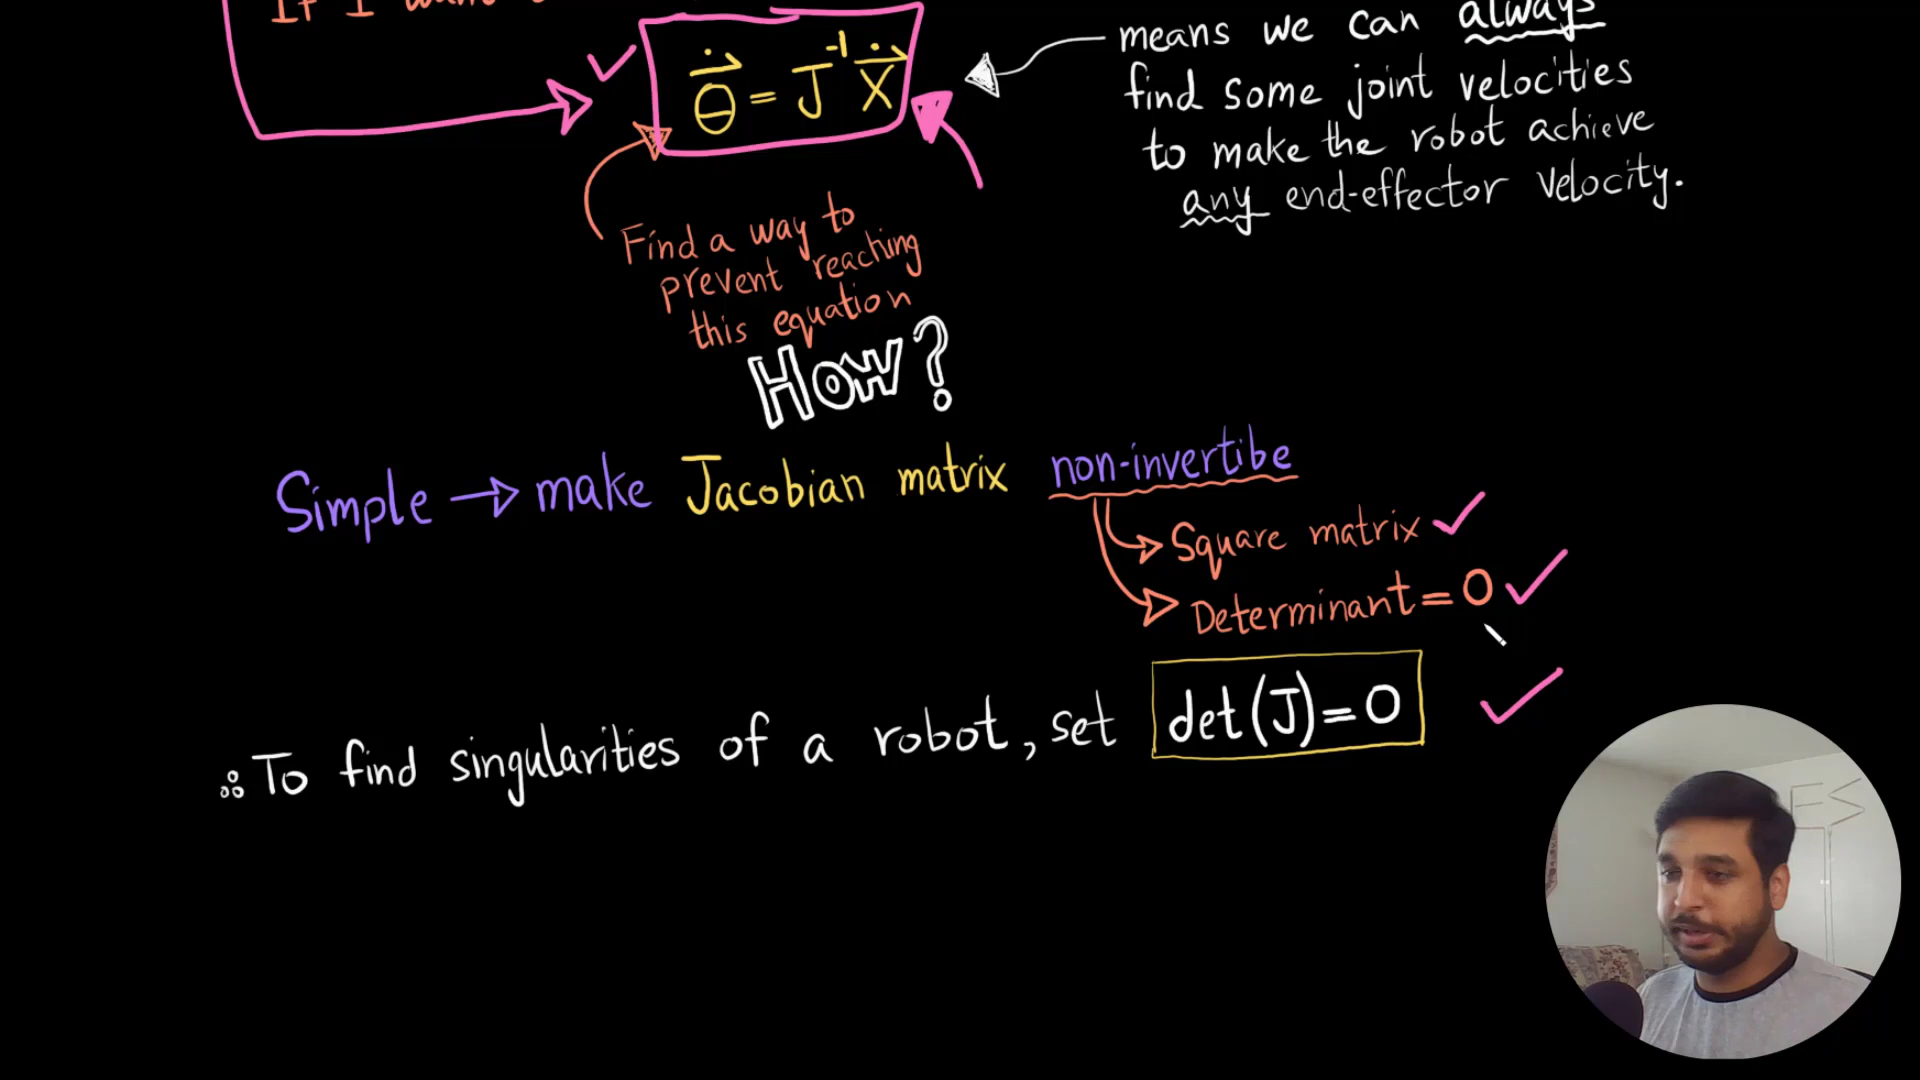 If I want
means we can always
θ̇ = J⁻¹ Ẋ
find some joint velocities
to make the robot achieve
any end-effector velocity.
Find a way to
prevent reaching
this equation
How?
Simple → make Jacobian matrix non-invertibe
Square matrix ✓
Determinant = 0 ✓
∴ To find singularities of a robot, set det(J) = 0 ✓